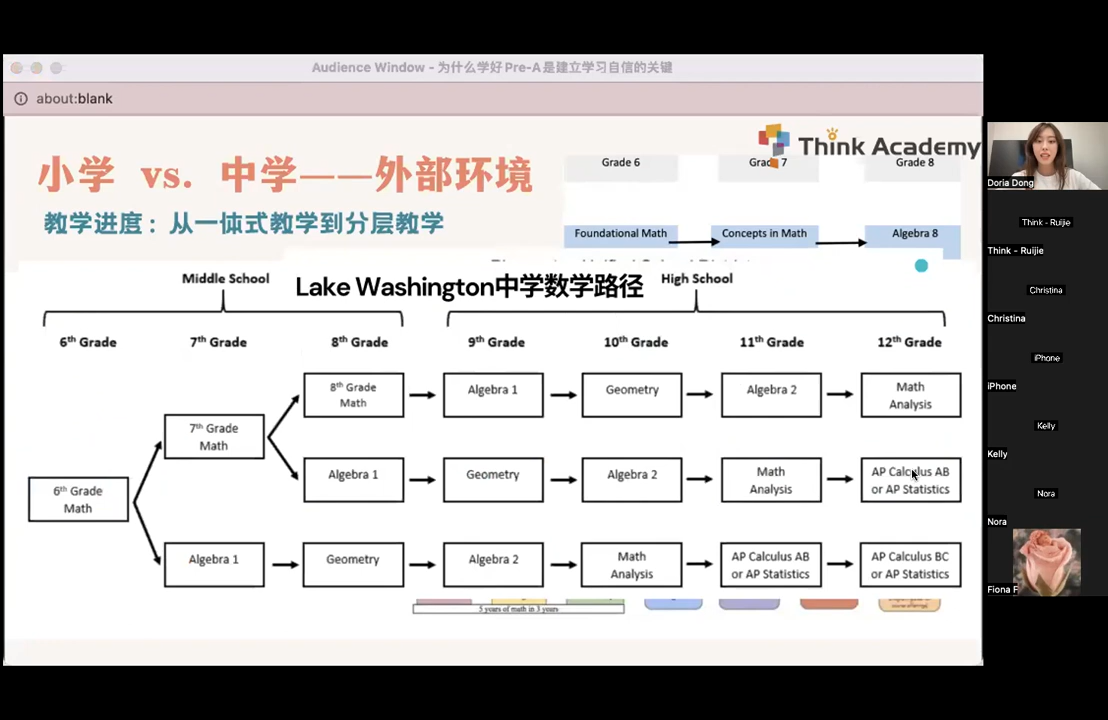 Audience Window - 为什么学好 Pre-A 是建立学习自信的关键
about:blank
Think Academy
小学 vs. 中学——外部环境
教学进度：从一体式教学到分层教学
Grade 6
Grade 7
Grade 8
Foundational Math
Concepts in Math
Algebra 8
Middle School
Lake Washington中学数学路径
High School
6th Grade
7th Grade
8th Grade
9th Grade
10th Grade
11th Grade
12th Grade
8th Grade
Math
Algebra 1
Geometry
Algebra 2
Math
Analysis
7th Grade
Math
Algebra 1
Geometry
Algebra 2
Math
Analysis
AP Calculus AB
or AP Statistics
6th Grade
Math
Algebra 1
Geometry
Algebra 2
Math
Analysis
AP Calculus AB
or AP Statistics
AP Calculus BC
or AP Statistics
5 years of math in 3 years
Doria Dong
Think - Ruijie
Think - Ruijie
Christina
Christina
iPhone
iPhone
Kelly
Kelly
Nora
Nora
Fiona F